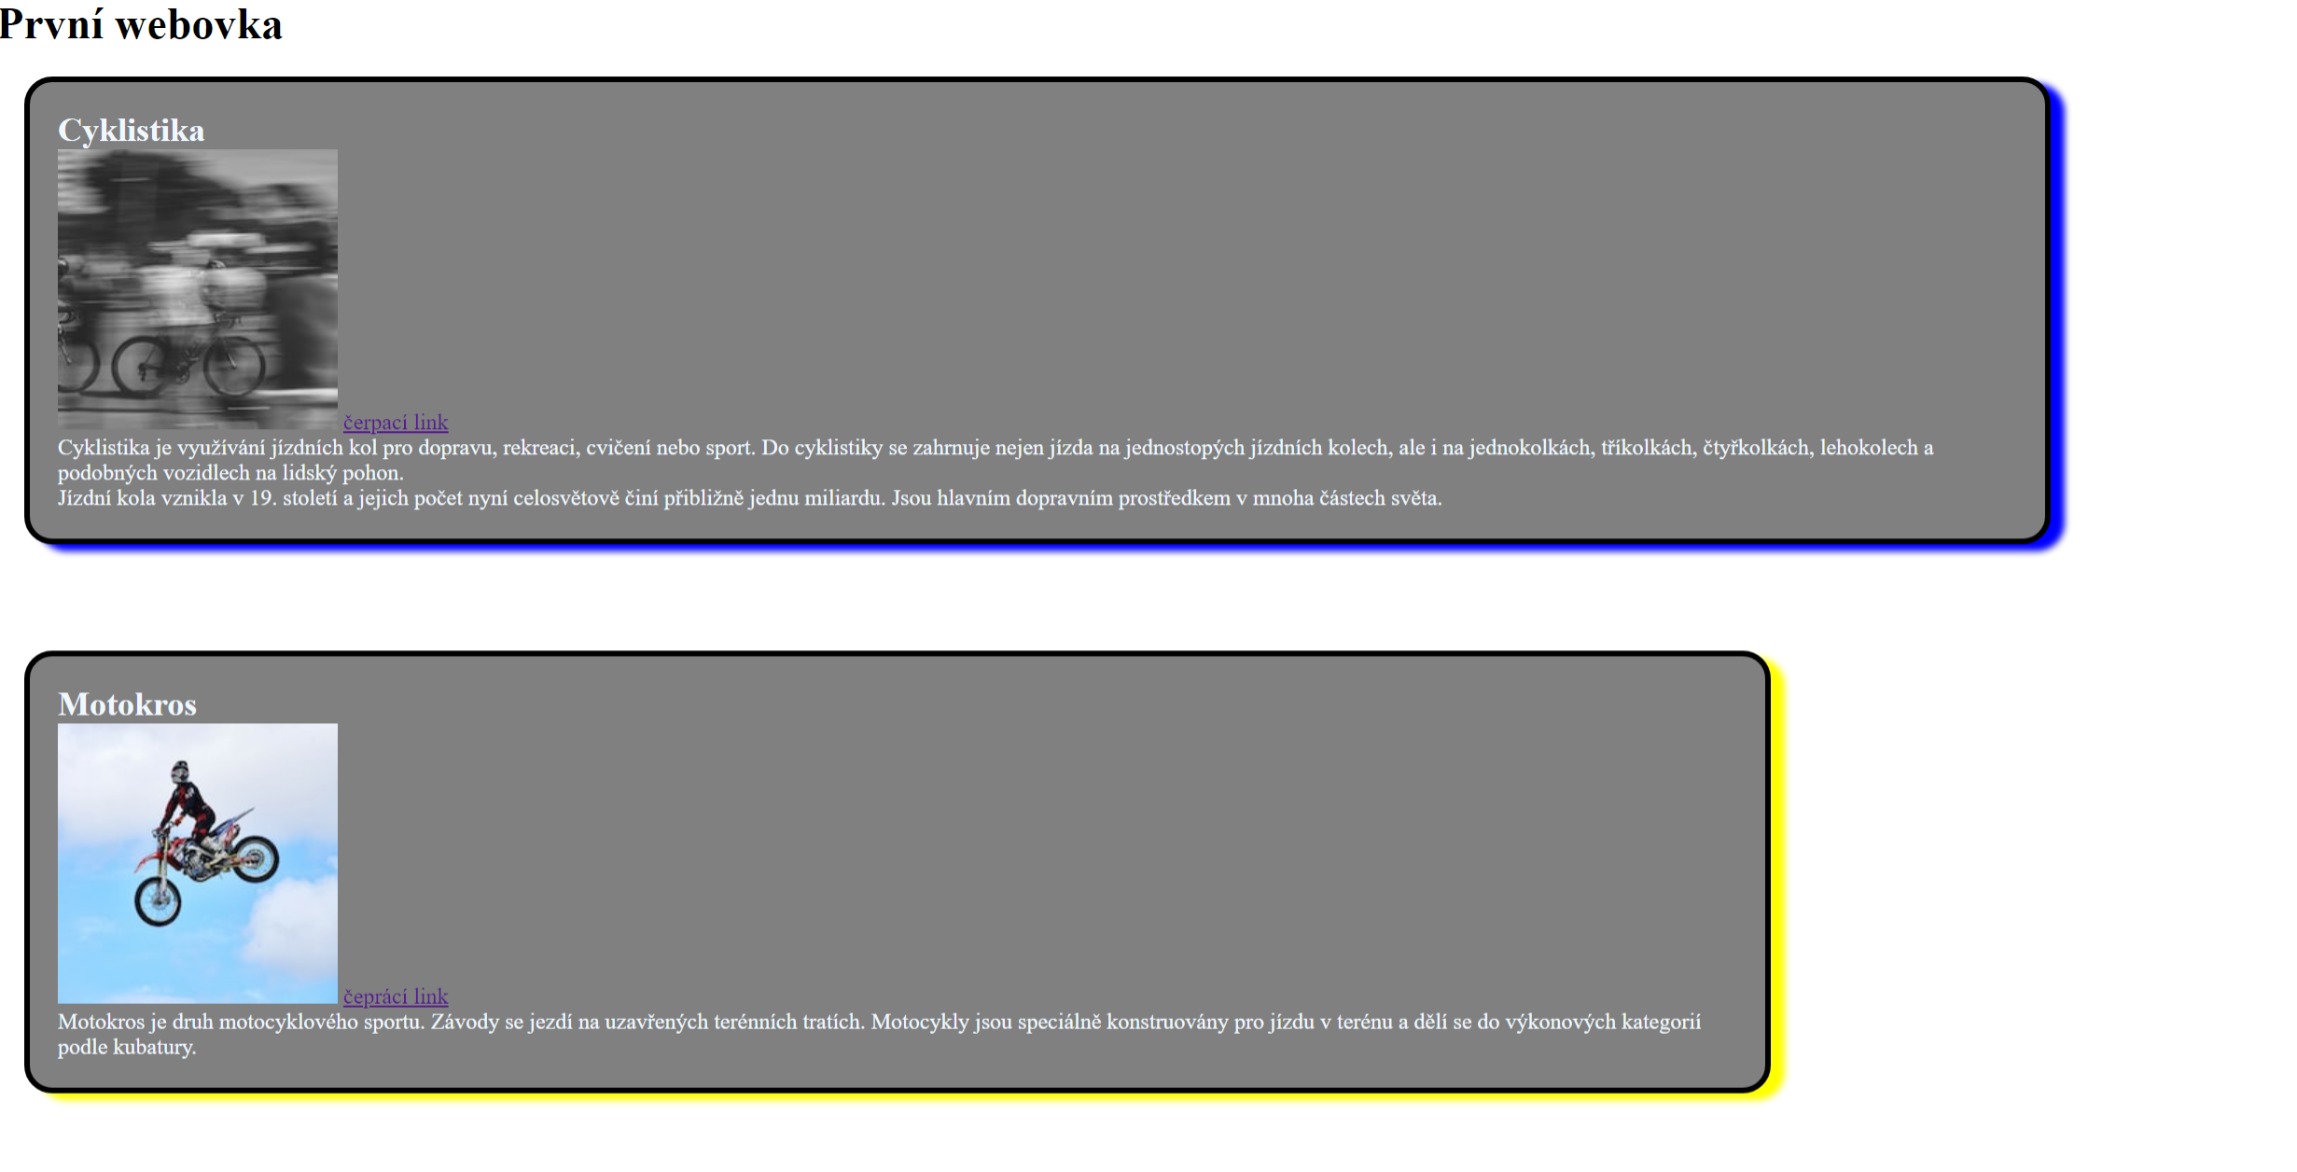 První webovka
Cyklistika
čerpací link
Cyklistika je využívání jízdních kol pro dopravu, rekreaci, cvičení nebo sport. Do cyklistiky se zahrnuje nejen jízda na jednostopých jízdních kolech, ale i na jednokolkách, tříkolkách, čtyřkolkách, lehokolech a
podobných vozidlech na lidský pohon.
Jízdní kola vznikla v 19. století a jejich počet nyní celosvětově činí přibližně jednu miliardu. Jsou hlavním dopravním prostředkem v mnoha částech světa.
Motokros
čeprácí link
Motokros je druh motocyklového sportu. Závody se jezdí na uzavřených terénních tratích. Motocykly jsou speciálně konstruovány pro jízdu v terénu a dělí se do výkonových kategorií
podle kubatury.